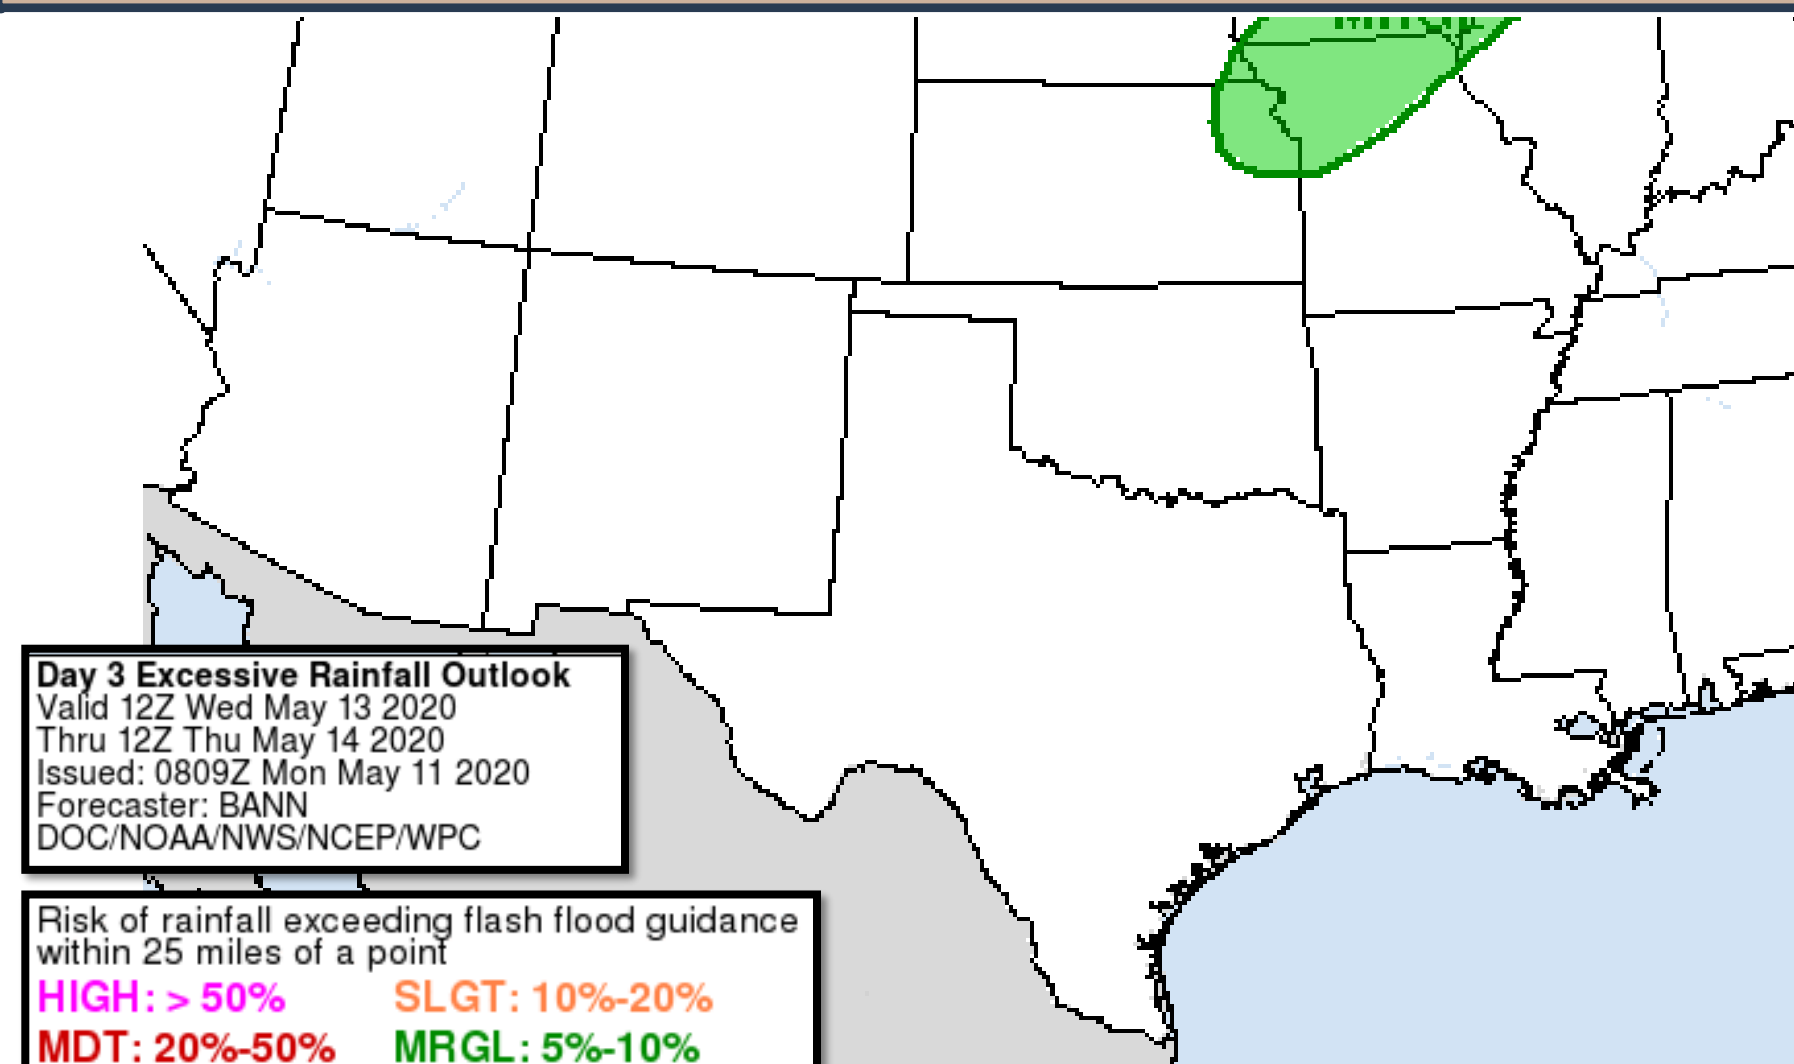 Day 3 Excessive Rainfall Outlook
Valid 12Z Wed May 13 2020
Thru 12Z Thu May 14 2020
Issued: 0809Z Mon May 11 2020
Forecaster: BANN
DOC/NOAA/NWS/NCEP/WPC
Risk of rainfall exceeding flash flood guidance
within 25 miles of a point
HIGH: > 50% SLGT: 10%-20%
MDT: 20%-50% MRGL: 5%-10%